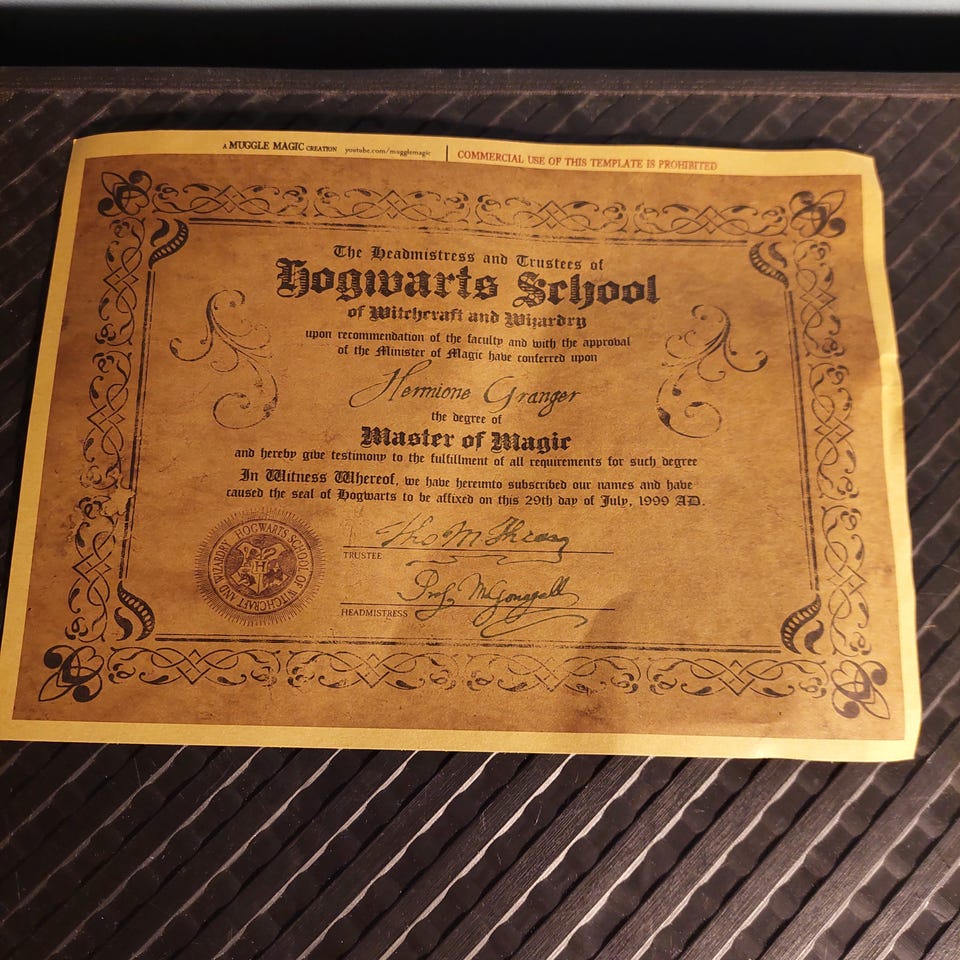 A MUGGLE MAGIC CREATION youtube.com/mugglemagic COMMERCIAL USE OF THIS TEMPLATE IS PROHIBITED
The Headmistress and Trustees of
Hogwarts School
of Witchcraft and Wizardry
upon recommendation of the faculty and with the approval
of the Minister of Magic have conferred upon
Hermione Granger
the degree of
Master of Magic
and hereby give testimony to the fulfillment of all requirements for such degree
In Witness Whereof, we have hereunto subscribed our names and have
caused the seal of Hogwarts to be affixed on this 29th day of July, 1999 AD.
HOGWARTS SCHOOL OF WITCHCRAFT AND WIZARDRY
H
TRUSTEE
Prof McGonagall
HEADMISTRESS